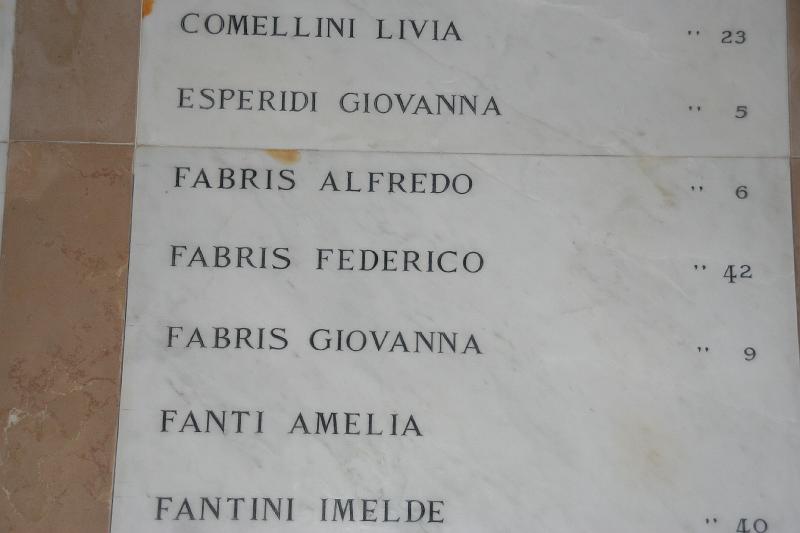 COMELLINI LIVIA " 23
ESPERIDI GIOVANNA " 5
FABRIS ALFREDO " 6
FABRIS FEDERICO " 42
FABRIS GIOVANNA " 9
FANTI AMELIA
FANTINI IMELDE " 40